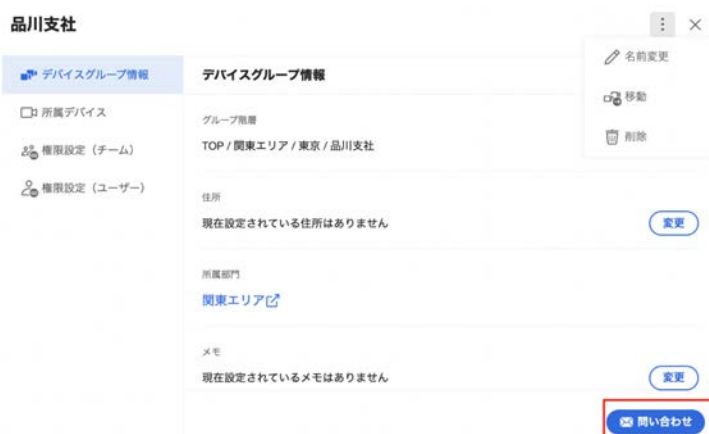 品川支社
名前変更
移動
削除
デバイスグループ情報
所属デバイス
権限設定（チーム）
権限設定（ユーザー）
デバイスグループ情報
グループ階層
TOP / 関東エリア / 東京 / 品川支社
住所
現在設定されている住所はありません
変更
所属部門
関東エリア
メモ
現在設定されているメモはありません
変更
問い合わせ